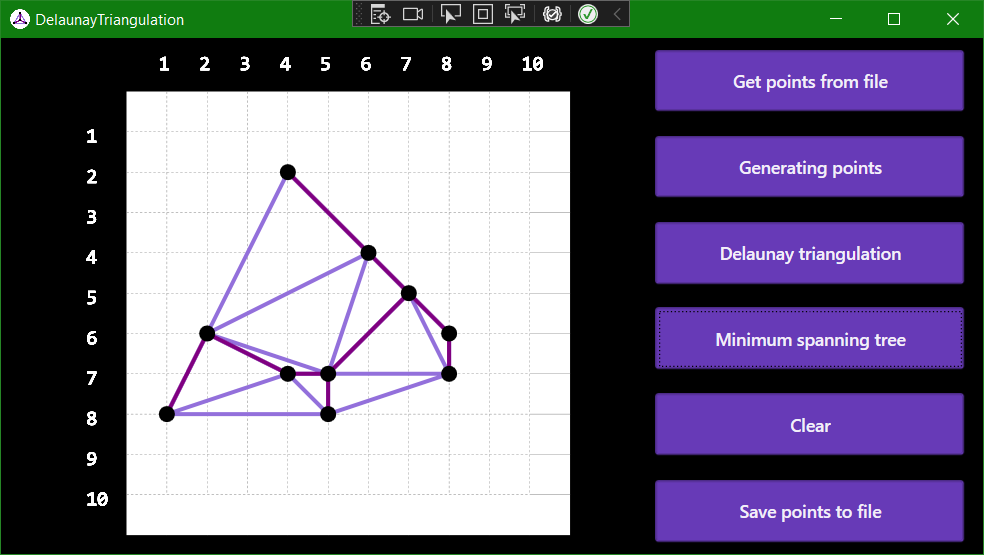 DelaunayTriangulation
1 2 3 4 5 6 7 8 9 10
1
2
3
4
5
6
7
8
9
10
Get points from file
Generating points
Delaunay triangulation
Minimum spanning tree
Clear
Save points to file